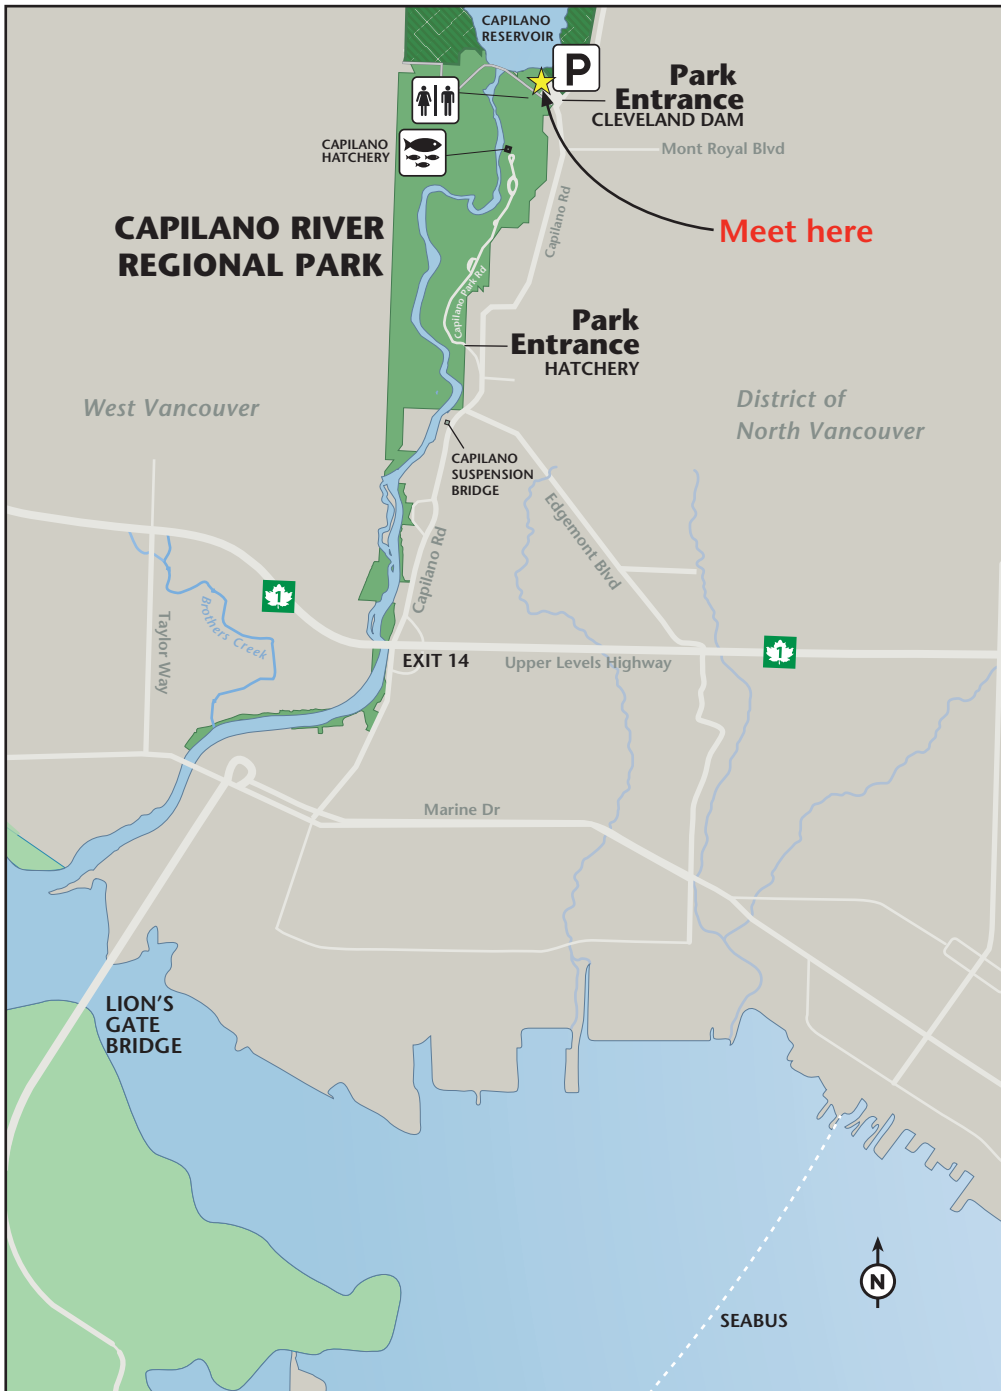 CAPILANO
RESERVOIR
P
Park
Entrance
CLEVELAND DAM
CAPILANO
HATCHERY
Mont Royal Blvd
CAPILANO RIVER
REGIONAL PARK
Capilano Rd
Meet here
Capilano Park Rd
Park
Entrance
HATCHERY
West Vancouver
District of
North Vancouver
CAPILANO
SUSPENSION
BRIDGE
Edgemont Blvd
Capilano Rd
1
Brothers Creek
Taylor Way
EXIT 14
Upper Levels Highway
1
Marine Dr
LION'S
GATE
BRIDGE
N
SEABUS